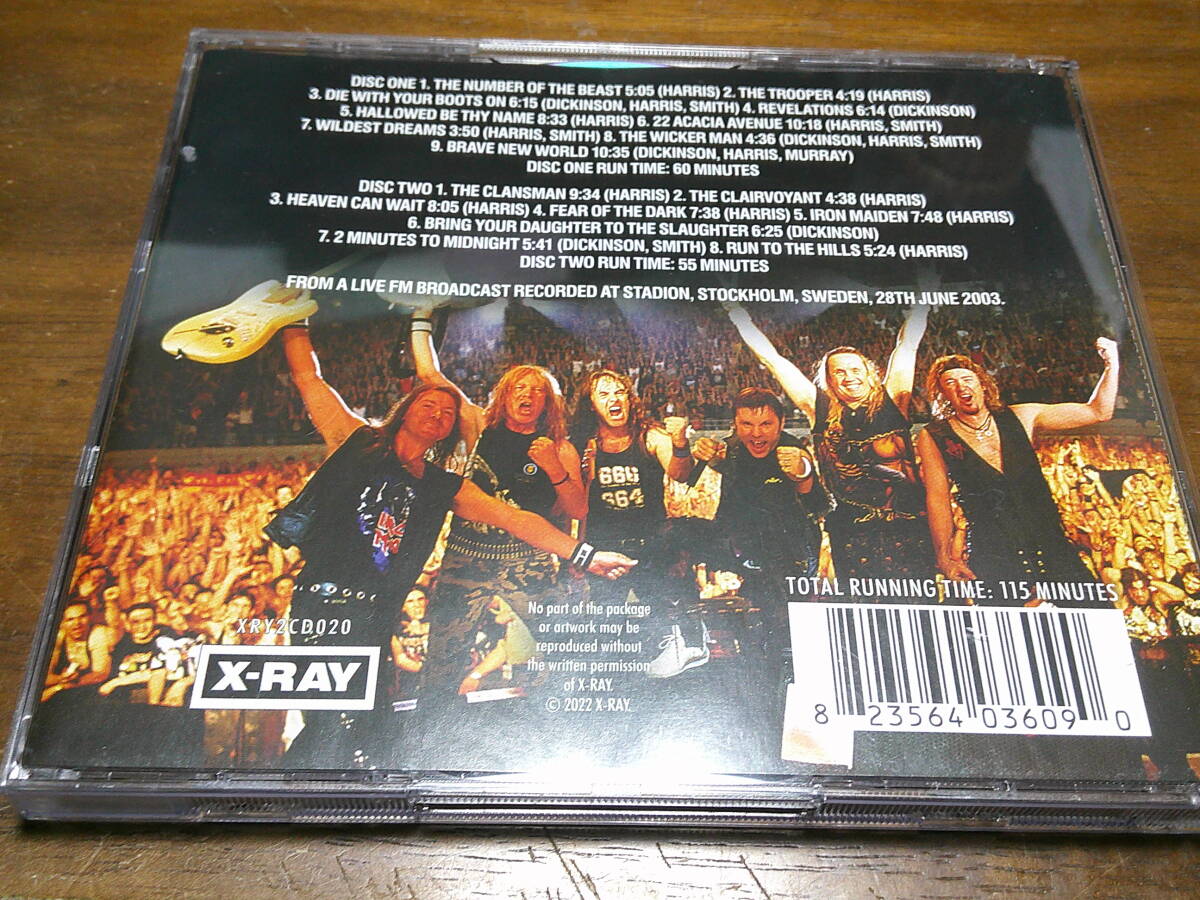 DISC ONE 1. THE NUMBER OF THE BEAST 5:05 (HARRIS) 2. THE TROOPER 4:19 (HARRIS)
3. DIE WITH YOUR BOOTS ON 6:15 (DICKINSON, HARRIS, SMITH) 4. REVELATIONS 6:14 (DICKINSON)
5. HALLOWED BE THY NAME 8:33 (HARRIS) 6. 22 ACACIA AVENUE 10:18 (HARRIS, SMITH)
7. WILDEST DREAMS 3:50 (HARRIS, SMITH) 8. THE WICKER MAN 4:36 (DICKINSON, HARRIS, SMITH)
9. BRAVE NEW WORLD 10:35 (DICKINSON, HARRIS, MURRAY)
DISC ONE RUN TIME: 60 MINUTES
DISC TWO 1. THE CLANSMAN 9:34 (HARRIS) 2. THE CLAIRVOYANT 4:38 (HARRIS)
3. HEAVEN CAN WAIT 8:05 (HARRIS) 4. FEAR OF THE DARK 7:38 (HARRIS) 5. IRON MAIDEN 7:48 (HARRIS)
6. BRING YOUR DAUGHTER TO THE SLAUGHTER 6:25 (DICKINSON)
7. 2 MINUTES TO MIDNIGHT 5:41 (DICKINSON, SMITH) 8. RUN TO THE HILLS 5:24 (HARRIS)
DISC TWO RUN TIME: 55 MINUTES
FROM A LIVE FM BROADCAST RECORDED AT STADION, STOCKHOLM, SWEDEN, 28TH JUNE 2003.
TOTAL RUNNING TIME: 115 MINUTES
XRY2CD020
X-RAY
No part of the package
or artwork may be
reproduced without
the written permission
of X-RAY.
© 2022 X-RAY.
8 23564 03609 0